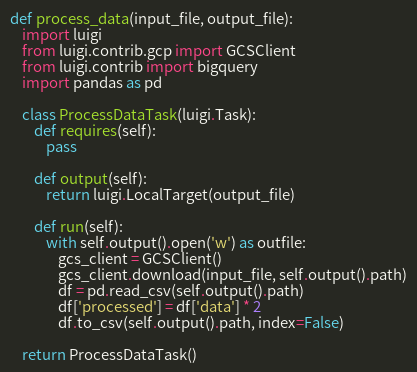 def process_data(input_file, output_file):
    import luigi
    from luigi.contrib.gcp import GCSClient
    from luigi.contrib import bigquery
    import pandas as pd

    class ProcessDataTask(luigi.Task):
        def requires(self):
            pass

        def output(self):
            return luigi.LocalTarget(output_file)

        def run(self):
            with self.output().open('w') as outfile:
                gcs_client = GCSClient()
                gcs_client.download(input_file, self.output().path)
                df = pd.read_csv(self.output().path)
                df['processed'] = df['data'] * 2
                df.to_csv(self.output().path, index=False)

    return ProcessDataTask()